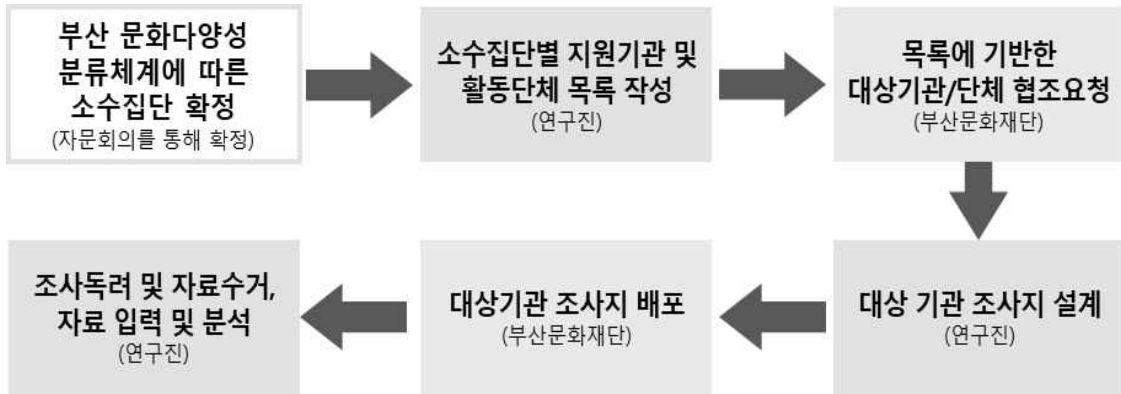 부산 문화다양성
분류체계에 따른
소수집단 확정
(자문회의를 통해 확정)
소수집단별 지원기관 및
활동단체 목록 작성
(연구진)
목록에 기반한
대상기관/단체 협조요청
(부산문화재단)
대상 기관 조사지 설계
(연구진)
대상기관 조사지 배포
(부산문화재단)
조사독려 및 자료수거,
자료 입력 및 분석
(연구진)